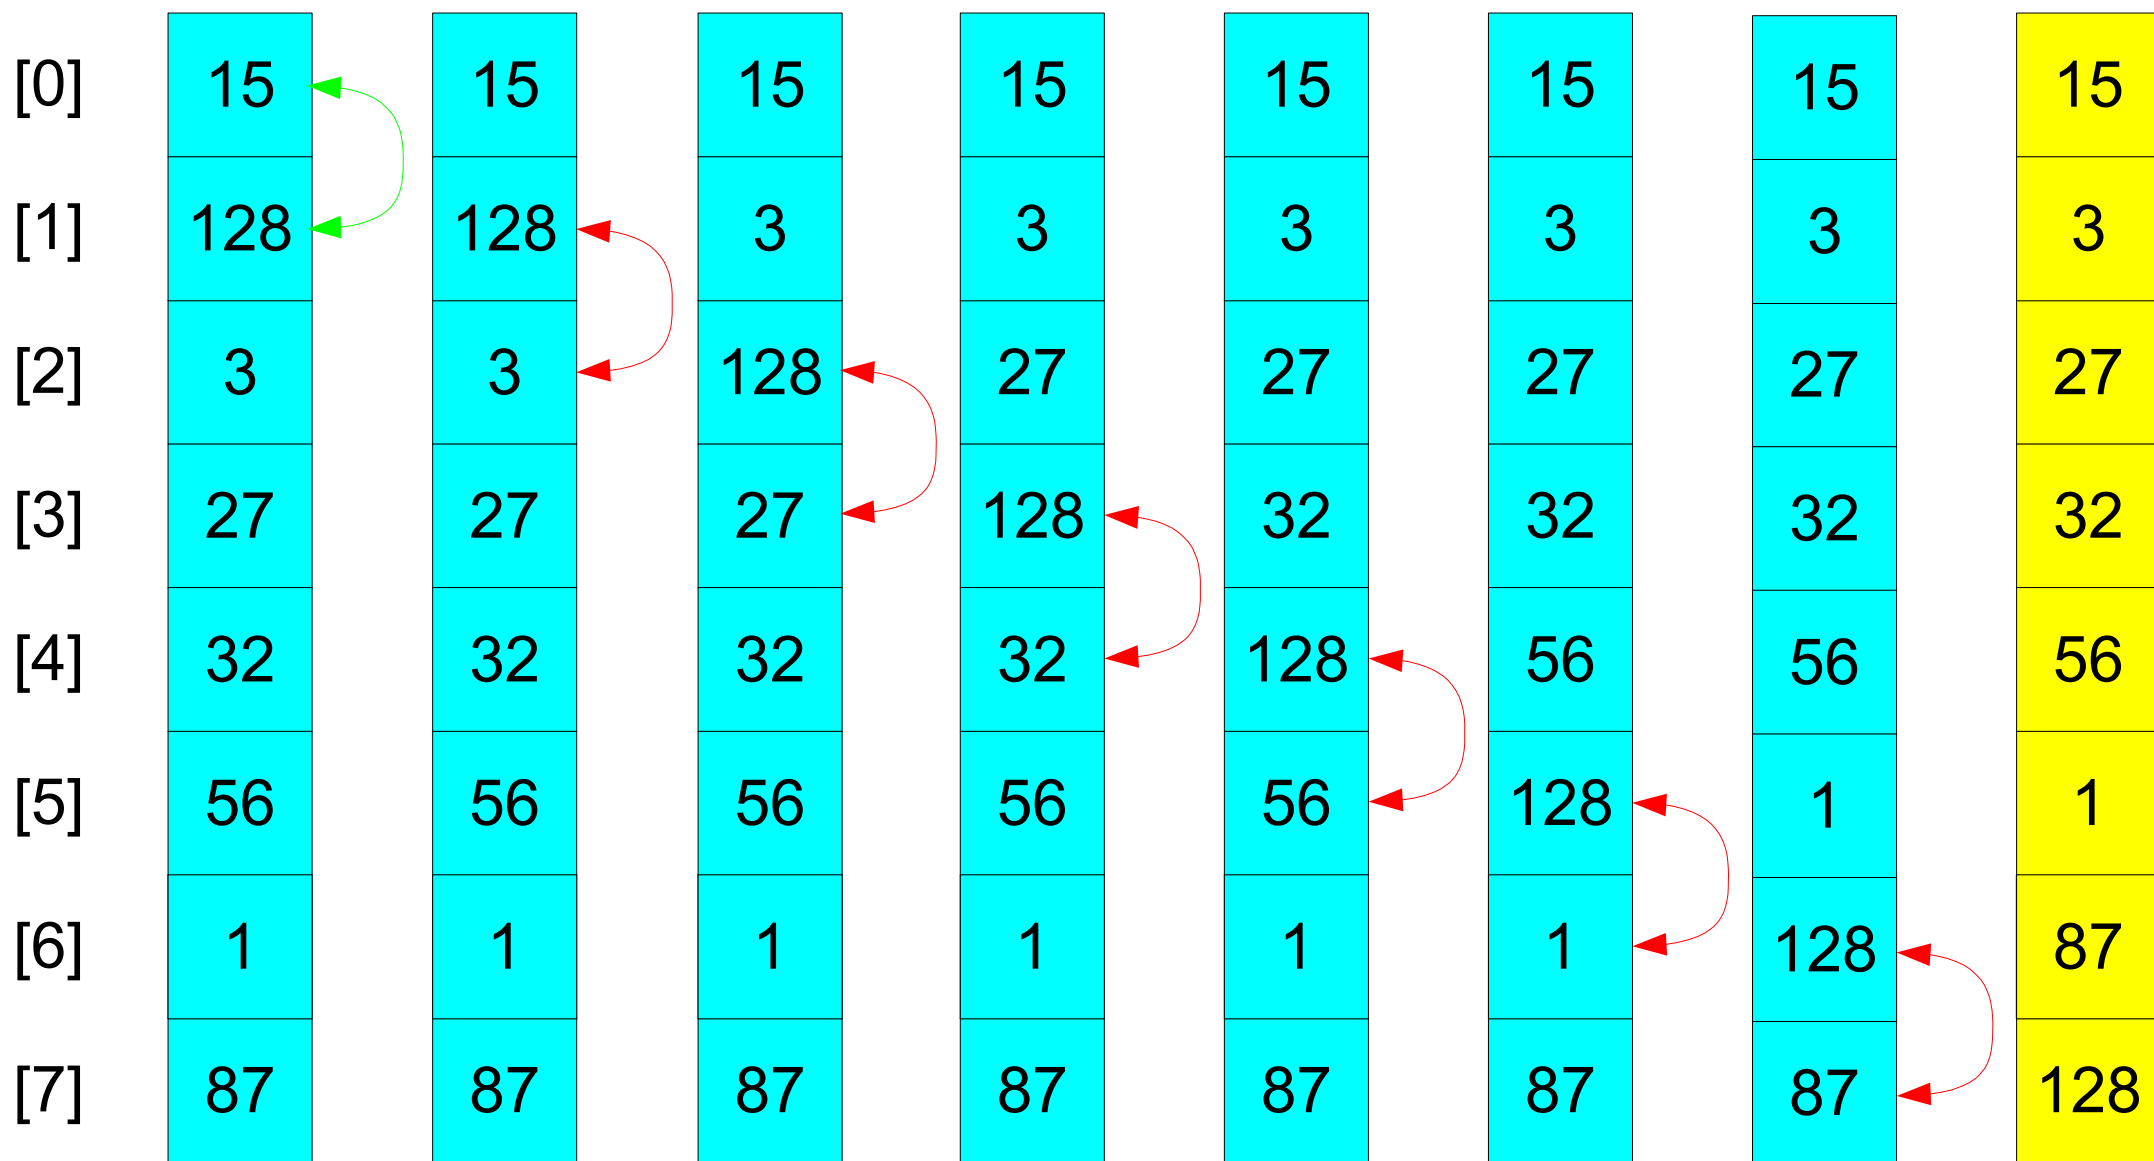 [0] 15 15 15 15 15 15 15 15
[1] 128 128 3 3 3 3 3 3
[2] 3 3 128 27 27 27 27 27
[3] 27 27 27 128 32 32 32 32
[4] 32 32 32 32 128 56 56 56
[5] 56 56 56 56 56 128 1 1
[6] 1 1 1 1 1 1 128 87
[7] 87 87 87 87 87 87 87 128